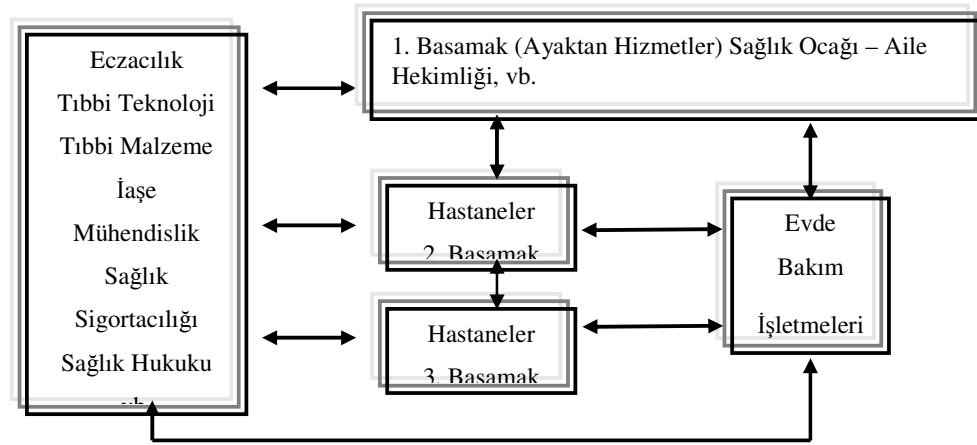 Eczacılık
Tıbbi Teknoloji
Tıbbi Malzeme
İaşe
Mühendislik
Sağlık
Sigortacılığı
Sağlık Hukuku
vb.
1. Basamak (Ayaktan Hizmetler) Sağlık Ocağı – Aile
Hekimliği, vb.
Hastaneler
2. Basamak
Hastaneler
3. Basamak
Evde
Bakım
İşletmeleri